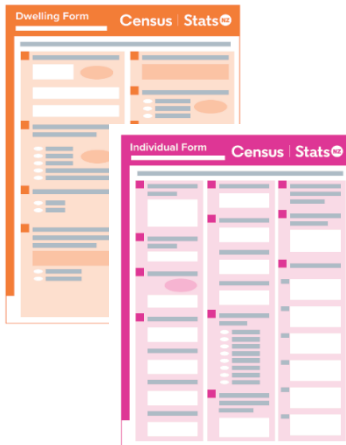 Dwelling Form
Census | Stats NZ
Individual Form
Census | Stats NZ